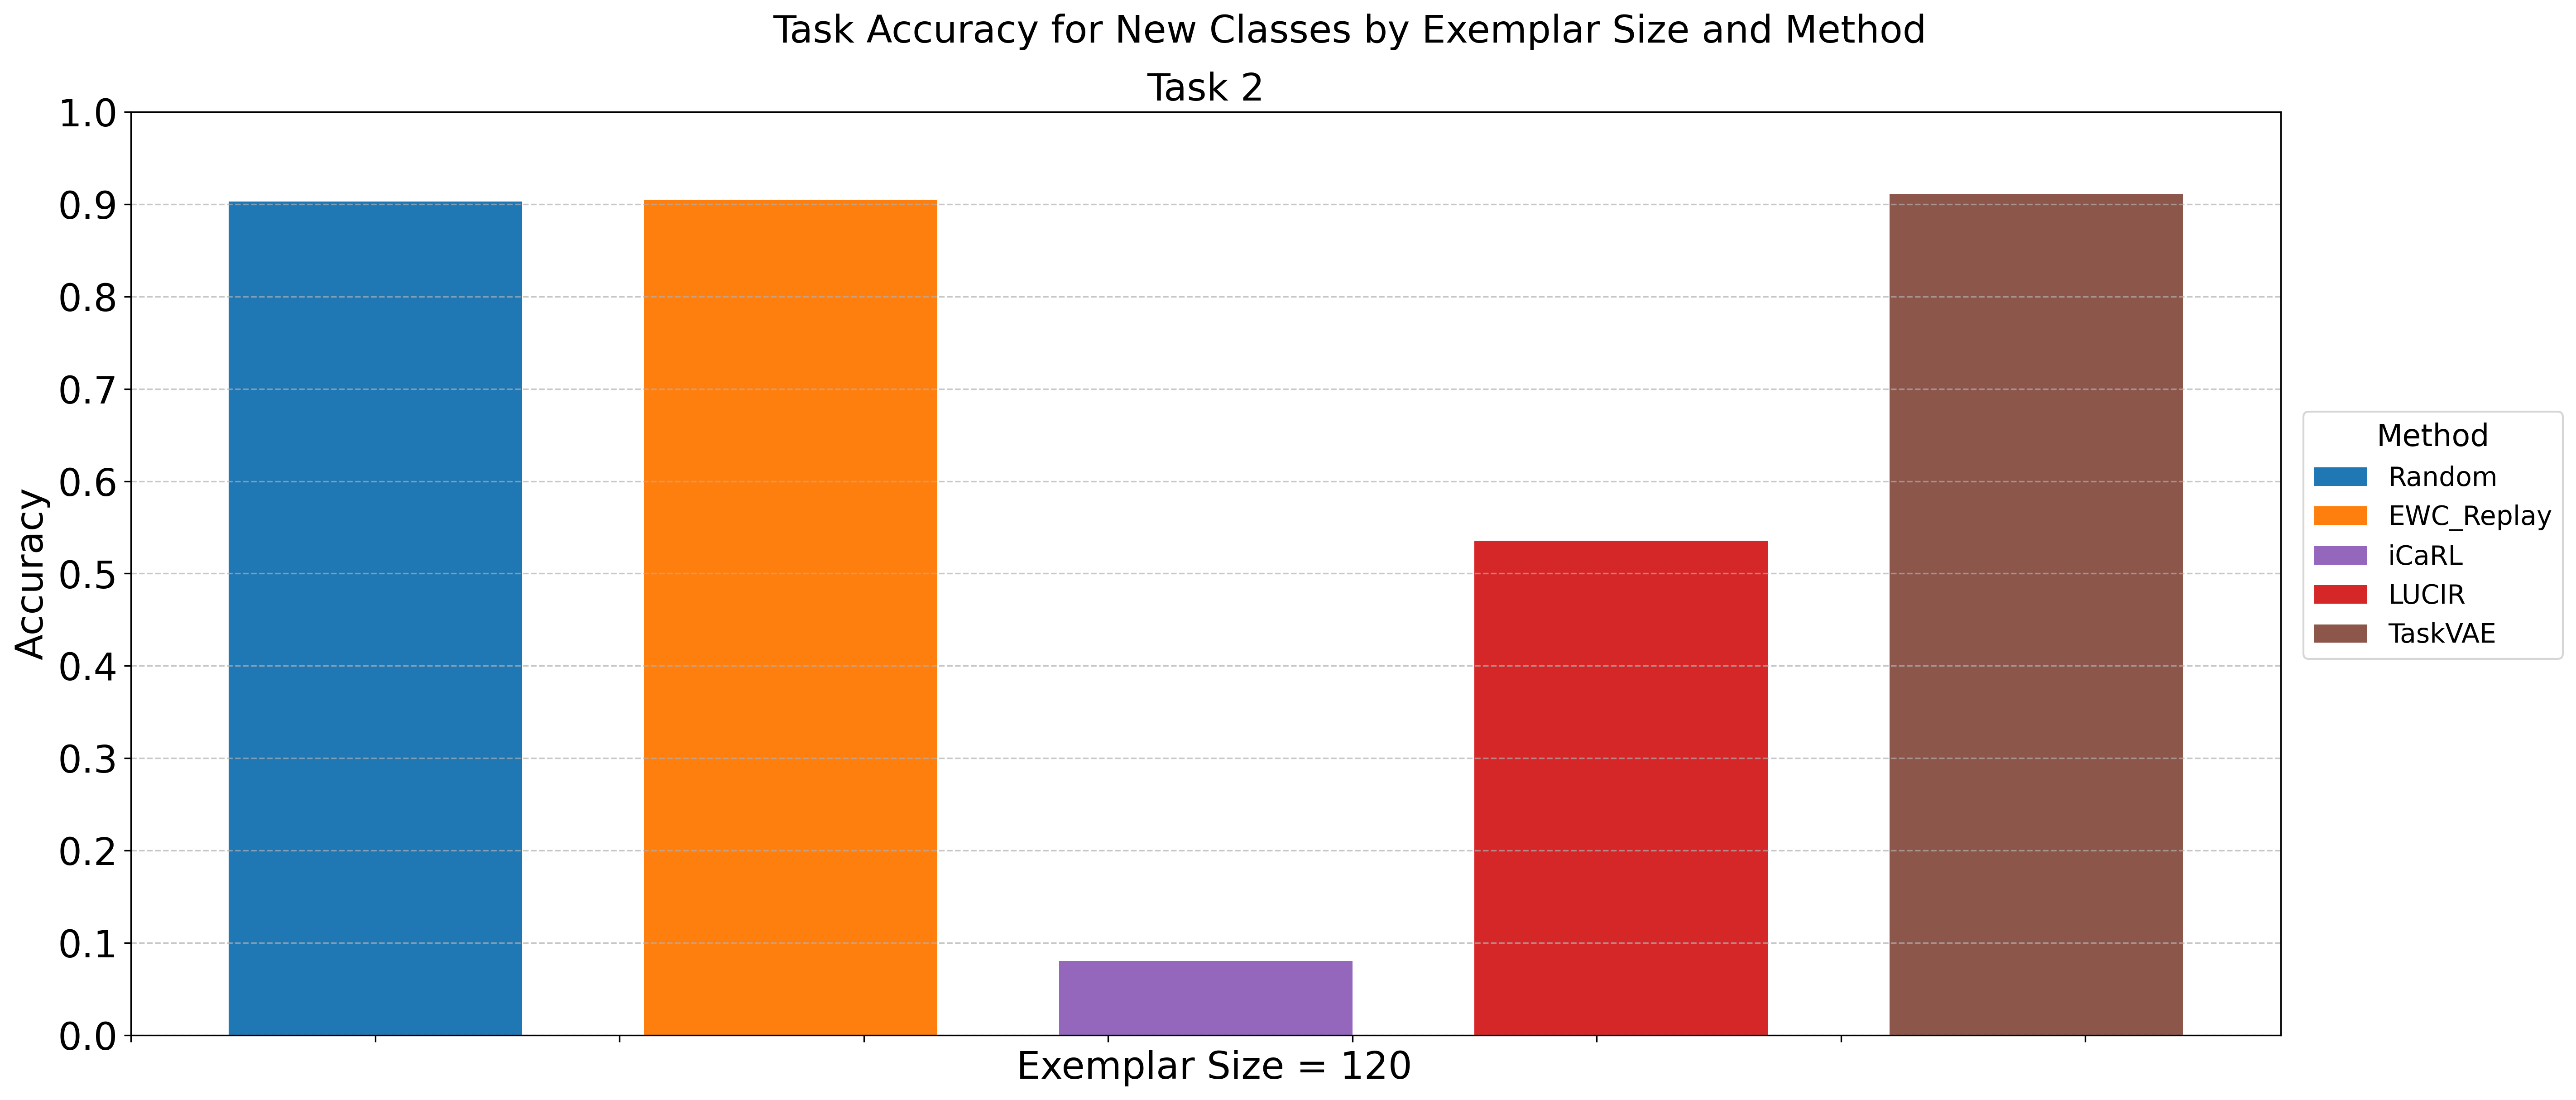 Task Accuracy for New Classes by Exemplar Size and Method
Task 2
1.0
0.9
0.8
0.7
0.6
0.5
0.4
0.3
0.2
0.1
0.0
Accuracy
Exemplar Size = 120
Method
Random
EWC_Replay
iCaRL
LUCIR
TaskVAE